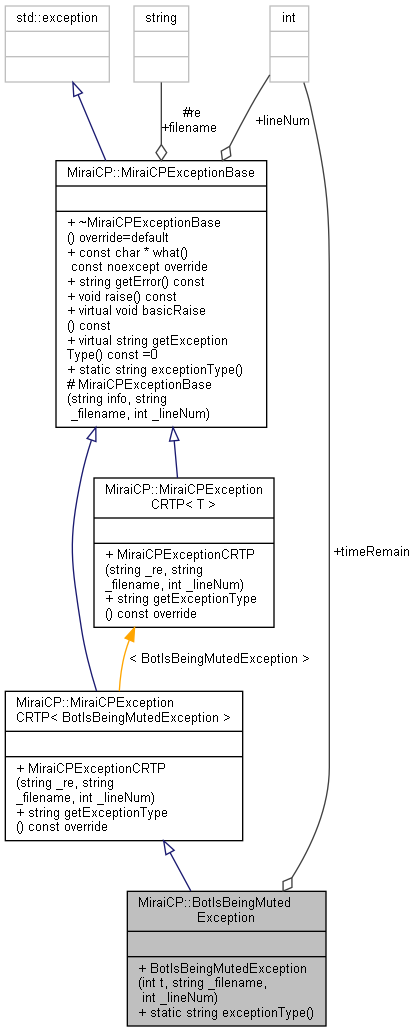 std::exception
string
int
#re
+filename
+lineNum
MiraiCP::MiraiCPExceptionBase
+ ~MiraiCPExceptionBase
() override=default
+ const char * what()
const noexcept override
+ string getError() const
+ void raise() const
+ virtual void basicRaise
() const
+ virtual string getException
Type() const =0
+ static string exceptionType()
# MiraiCPExceptionBase
(string info, string
_filename, int _lineNum)
MiraiCP::MiraiCPException
CRTP< T >
+ MiraiCPExceptionCRTP
(string _re, string
_filename, int _lineNum)
+ string getExceptionType
() const override
+timeRemain
< BotIsBeingMutedException >
MiraiCP::MiraiCPException
CRTP< BotIsBeingMutedException >
+ MiraiCPExceptionCRTP
(string _re, string
_filename, int _lineNum)
+ string getExceptionType
() const override
MiraiCP::BotIsBeingMuted
Exception
+ BotIsBeingMutedException
(int t, string _filename,
int _lineNum)
+ static string exceptionType()